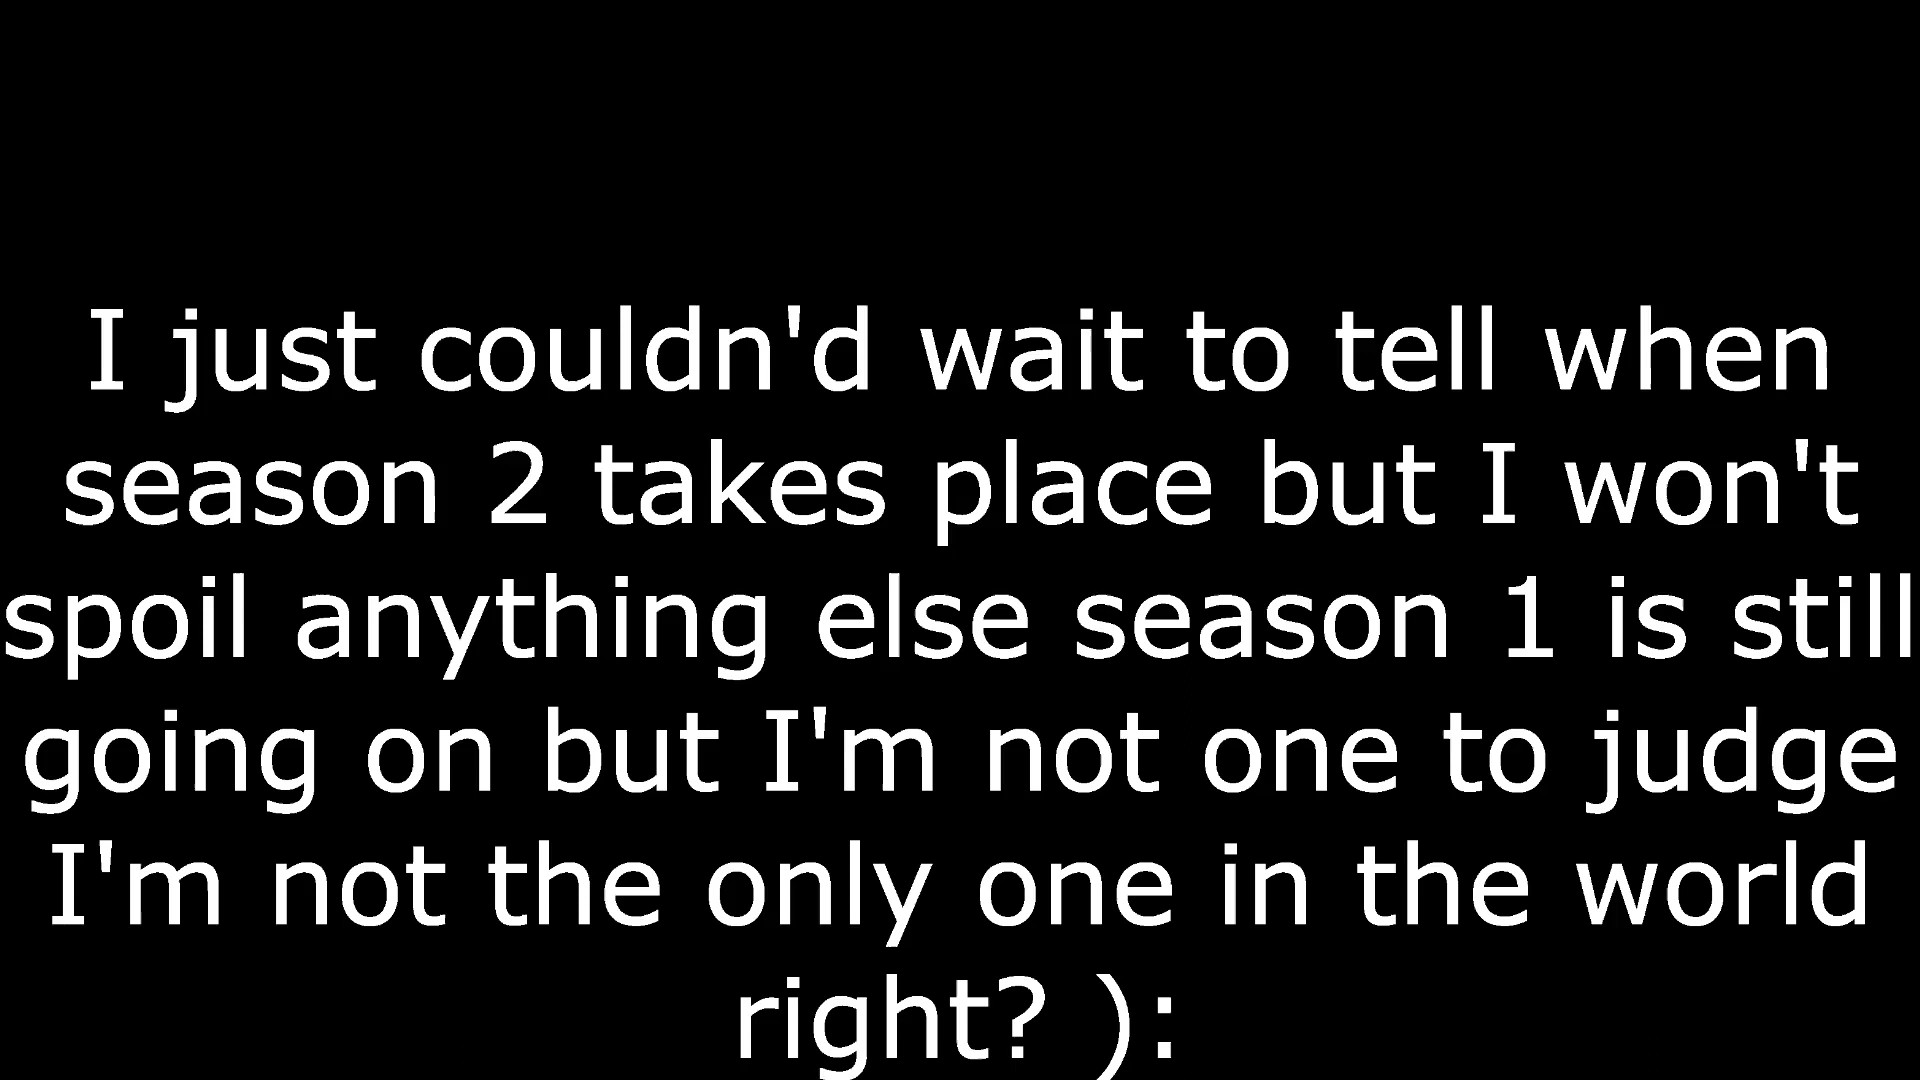 I just couldn'd wait to tell when
season 2 takes place but I won't
spoil anything else season 1 is still
going on but I'm not one to judge
I'm not the only one in the world
right? ):